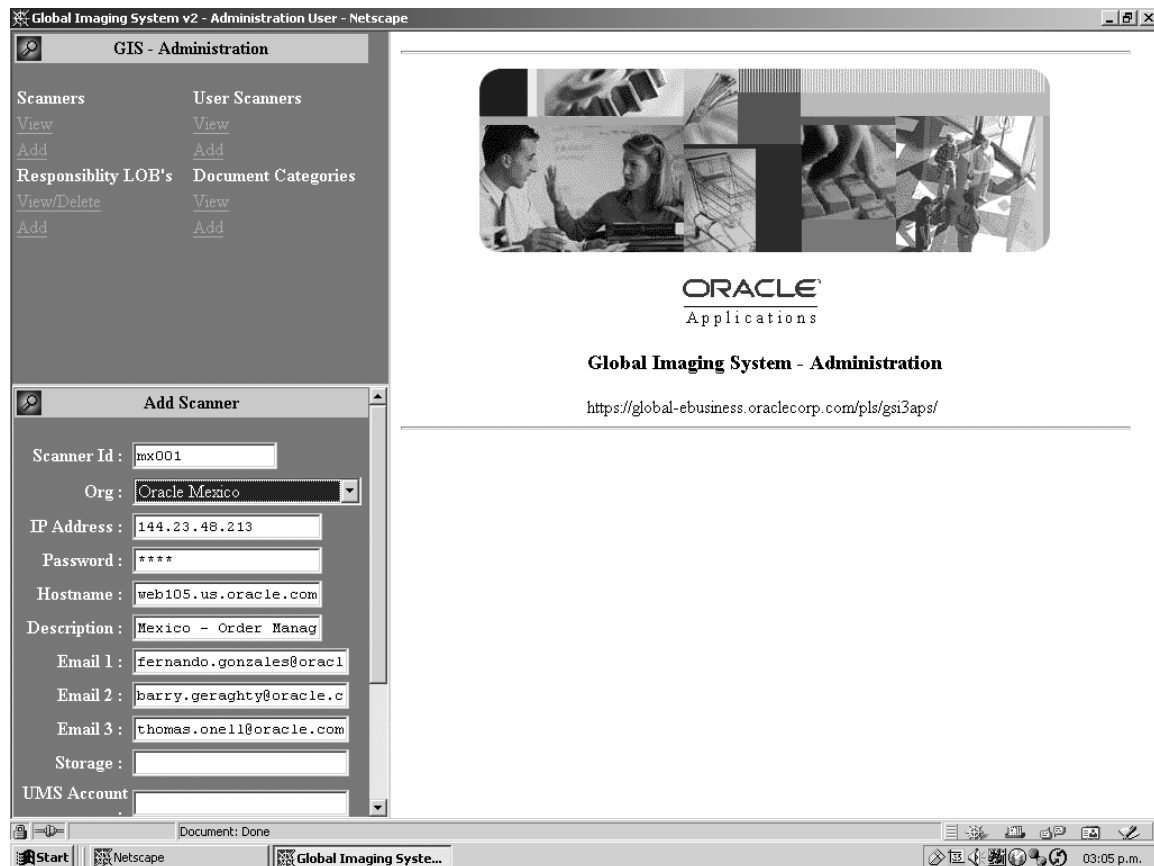 Global Imaging System v2 - Administration User - Netscape
GIS - Administration
Scanners User Scanners
View View
Add Add
Responsiblity LOB's Document Categories
View/Delete View
Add Add
ORACLE
Applications
Global Imaging System - Administration
https://global-ebusiness.oraclecorp.com/pls/gsi3aps/
Add Scanner
Scanner Id : mx001
Org : Oracle Mexico
IP Address : 144.23.48.213
Password : ****
Hostname : web105.us.oracle.com
Description : Mexico - Order Manag
Email 1 : fernando.gonzales@oracl
Email 2 : barry.geraghty@oracle.c
Email 3 : thomas.onell@oracle.com
Storage :
UMS Account
:
Document: Done
Start Netscape Global Imaging Syste... 03:05 p.m.